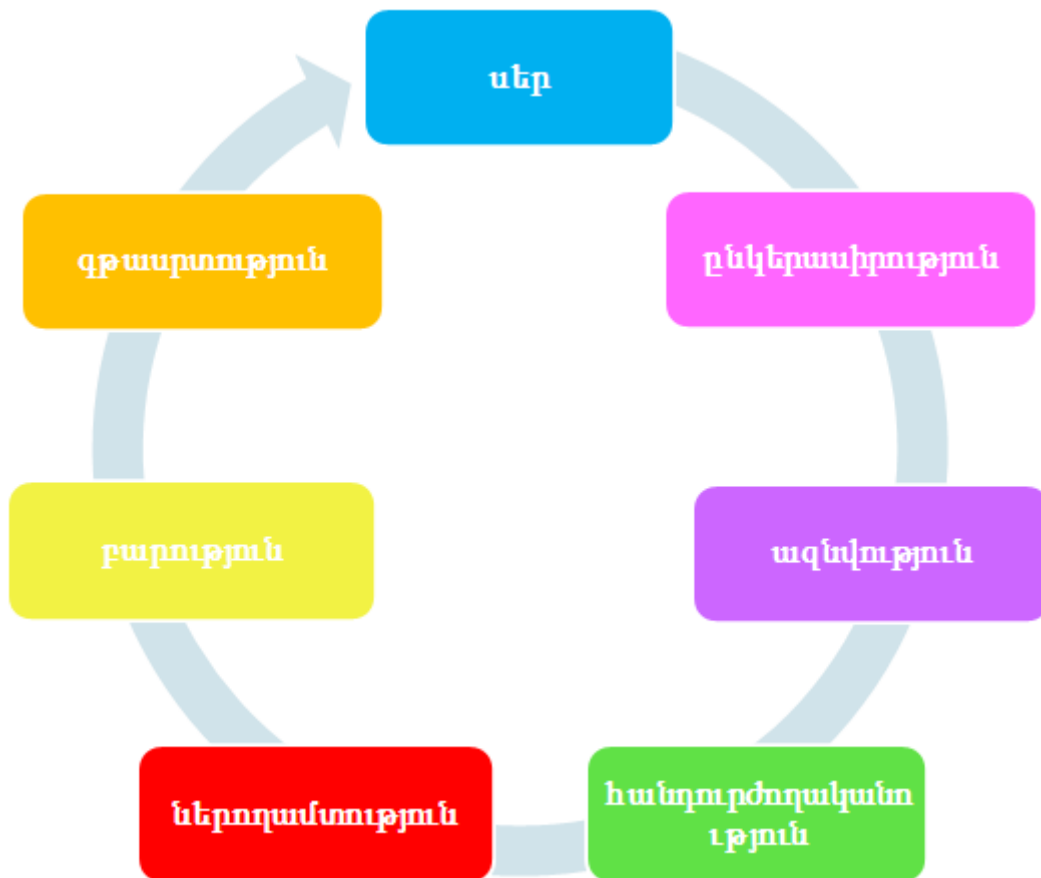 սեր
ընկերասիրություն
ազնվություն
հանդուրժողականո
ւթյուն
ներողամտություն
բարություն
գթասրտություն